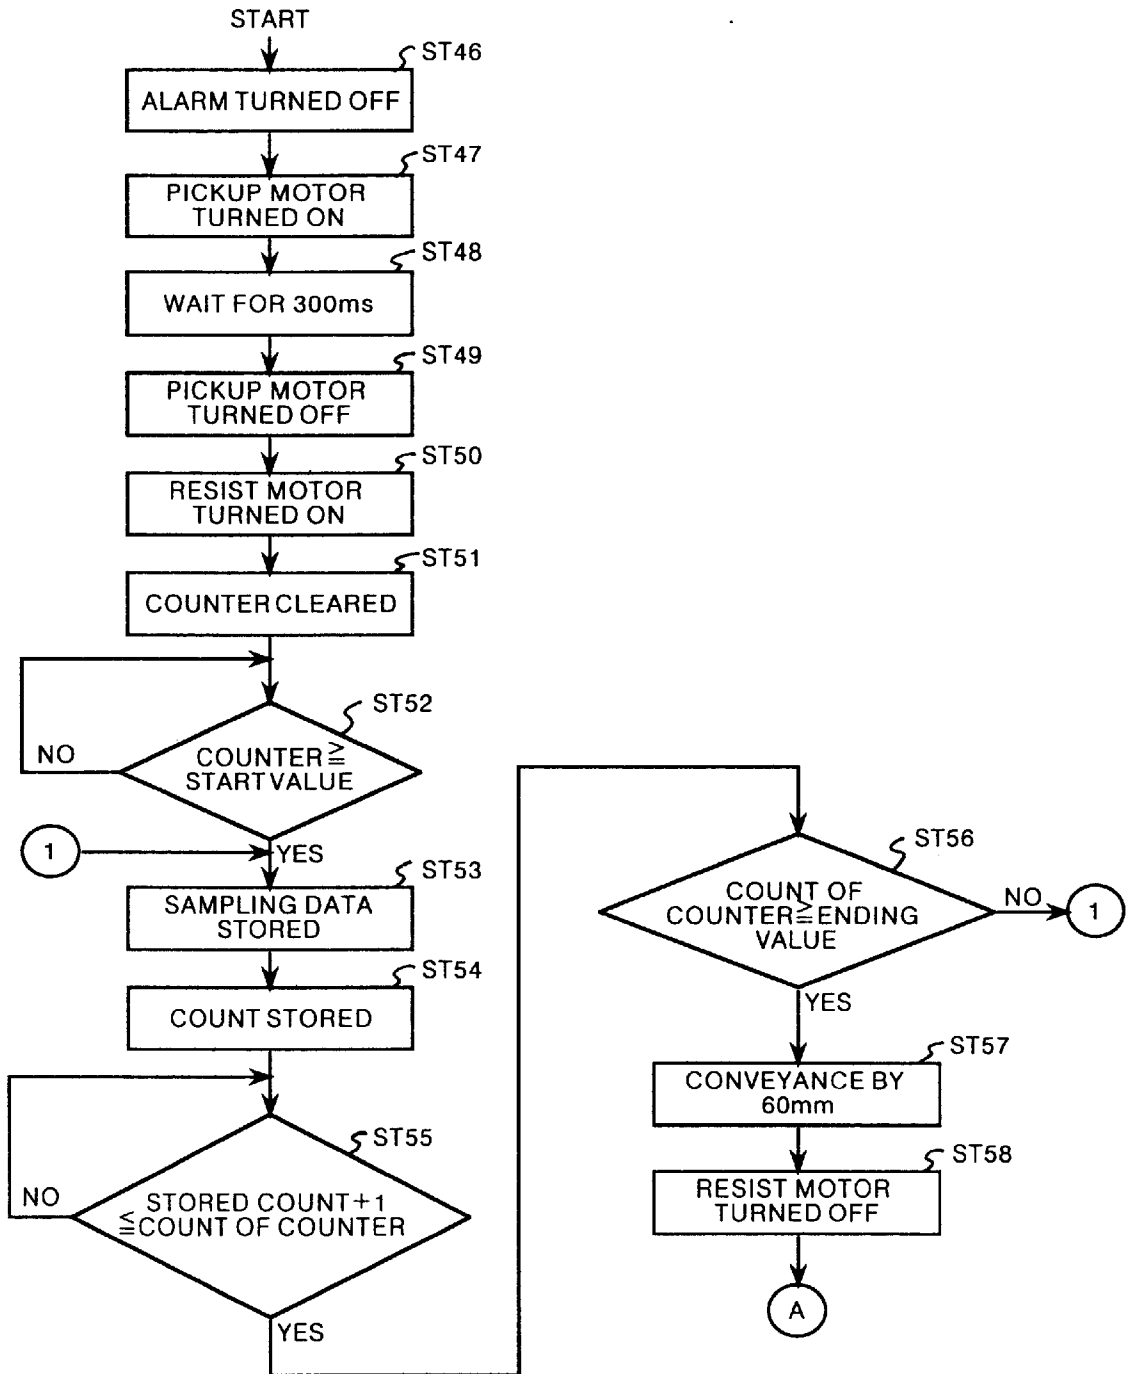 START
ST46
ALARM TURNED OFF
ST47
PICKUP MOTOR
TURNED ON
ST48
WAIT FOR 300ms
ST49
PICKUP MOTOR
TURNED OFF
ST50
RESIST MOTOR
TURNED ON
ST51
COUNTER CLEARED
ST52
COUNTER ≧
START VALUE
NO
YES
1
ST53
SAMPLING DATA
STORED
ST54
COUNT STORED
ST55
STORED COUNT+1
≦COUNT OF COUNTER
NO
YES
ST56
COUNT OF
COUNTER≧ENDING
VALUE
NO
1
YES
ST57
CONVEYANCE BY
60mm
ST58
RESIST MOTOR
TURNED OFF
A